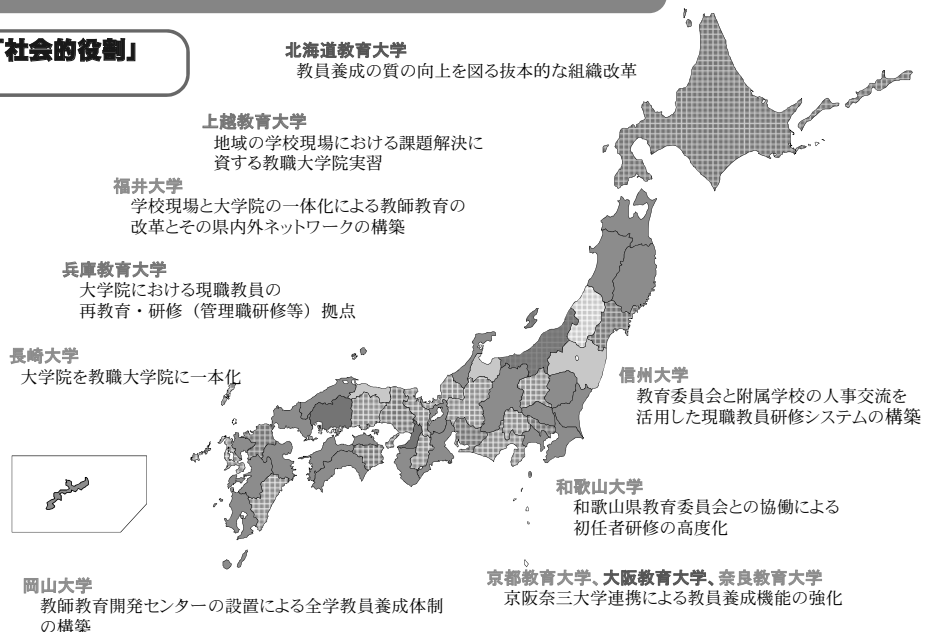 「社会的役割」
北海道教育大学
教員養成の質の向上を図る抜本的な組織改革
上越教育大学
地域の学校現場における課題解決に
資する教職大学院実習
福井大学
学校現場と大学院の一体化による教師教育の
改革とその県内外ネットワークの構築
兵庫教育大学
大学院における現職教員の
再教育・研修（管理職研修等）拠点
長崎大学
大学院を教職大学院に一本化
信州大学
教育委員会と附属学校の人事交流を
活用した現職教員研修システムの構築
和歌山大学
和歌山県教育委員会との協働による
初任者研修の高度化
京都教育大学、大阪教育大学、奈良教育大学
京阪奈三大学連携による教員養成機能の強化
岡山大学
教師教育開発センターの設置による全学教員養成体制
の構築